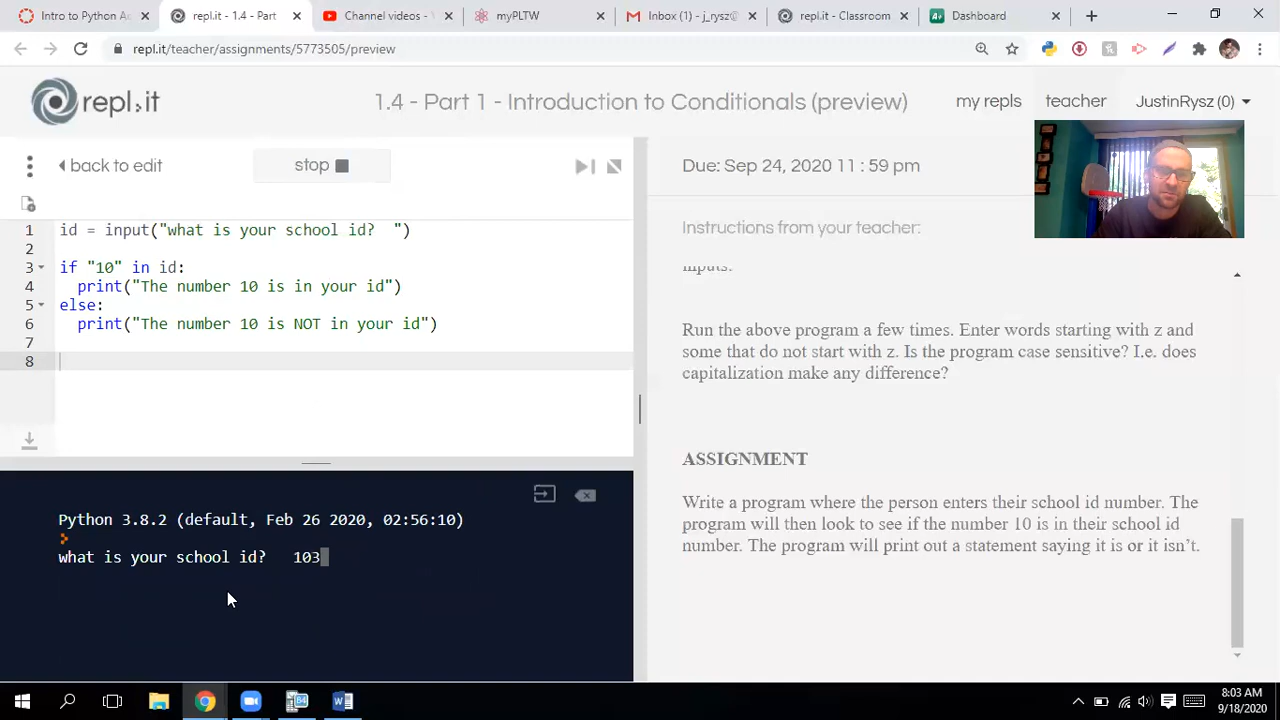 Intro to Python As
repl.it - 1.4 - Part
Channel videos - Y
myPLTW
Inbox (1) - j_rysz@
repl.it - Classroom
Dashboard
repl.it/teacher/assignments/5773505/preview
repl.it
1.4 - Part 1 - Introduction to Conditionals (preview)
my repls
teacher
JustinRysz (0)
back to edit
stop
1 id = input("what is your school id?  ")
2
3 if "10" in id:
4 print("The number 10 is in your id")
5 else:
6 print("The number 10 is NOT in your id")
7
8
Python 3.8.2 (default, Feb 26 2020, 02:56:10)
what is your school id?  103
Due: Sep 24, 2020 11 : 59 pm
Instructions from your teacher:
inputs.
Run the above program a few times. Enter words starting with z and
some that do not start with z. Is the program case sensitive? I.e. does
capitalization make any difference?
ASSIGNMENT
Write a program where the person enters their school id number. The
program will then look to see if the number 10 is in their school id
number. The program will print out a statement saying it is or it isn't.
8:03 AM
9/18/2020